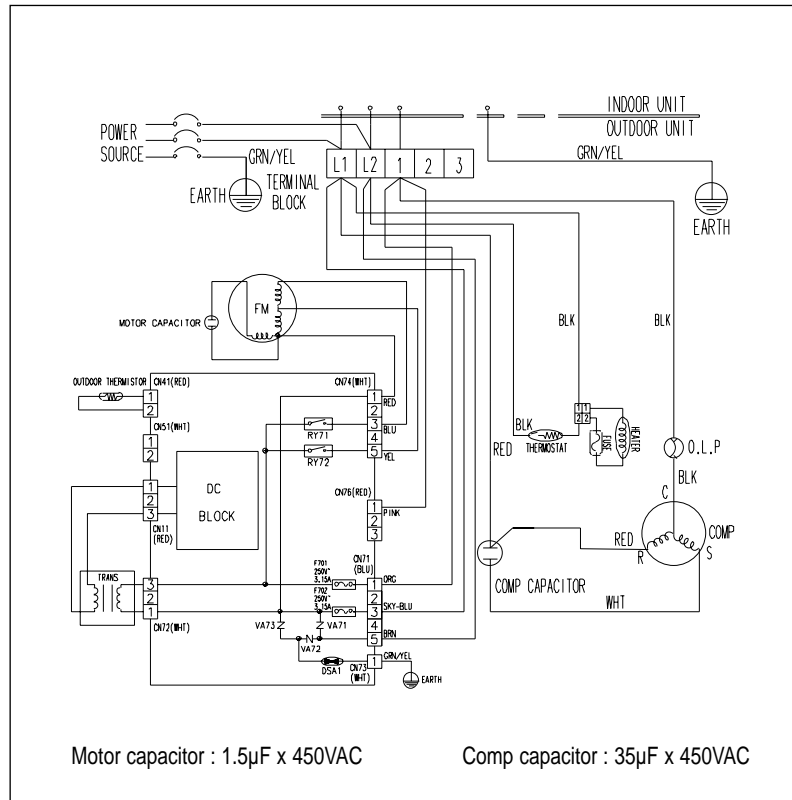 INDOOR UNIT
OUTDOOR UNIT
POWER
SOURCE
GRN/YEL
EARTH
TERMINAL
BLOCK
L1 L2 1 2 3
GRN/YEL
EARTH
FM
MOTOR CAPACITOR
BLK
BLK
OUTDOOR THERMISTOR
CN41(RED)
1
2
CN51(WHT)
1
2
1
2
3
CN11
(RED)
DC
BLOCK
TRANS
3
1
CN72(WHT)
CN74(WHT)
1 RED
2
3 BLU
4
5 YEL
RY71
RY72
CN76(RED)
1 PINK
2
3
CN71
(BLU)
F701
250V~
3.15A
1 ORG
2
F702
250V~
3.15A
3 SKY-BLU
4
5 BRN
VA73
VA71
VA72
DSA1
1 GRN/YEL
CN73
(WHT)
EARTH
RED
BLK
THERMOSTAT
1 1
2 2
FUSE
HEATER
O.L.P
BLK
C
RED
R
S
COMP
COMP CAPACITOR
WHT
Motor capacitor : 1.5µF x 450VAC
Comp capacitor : 35µF x 450VAC